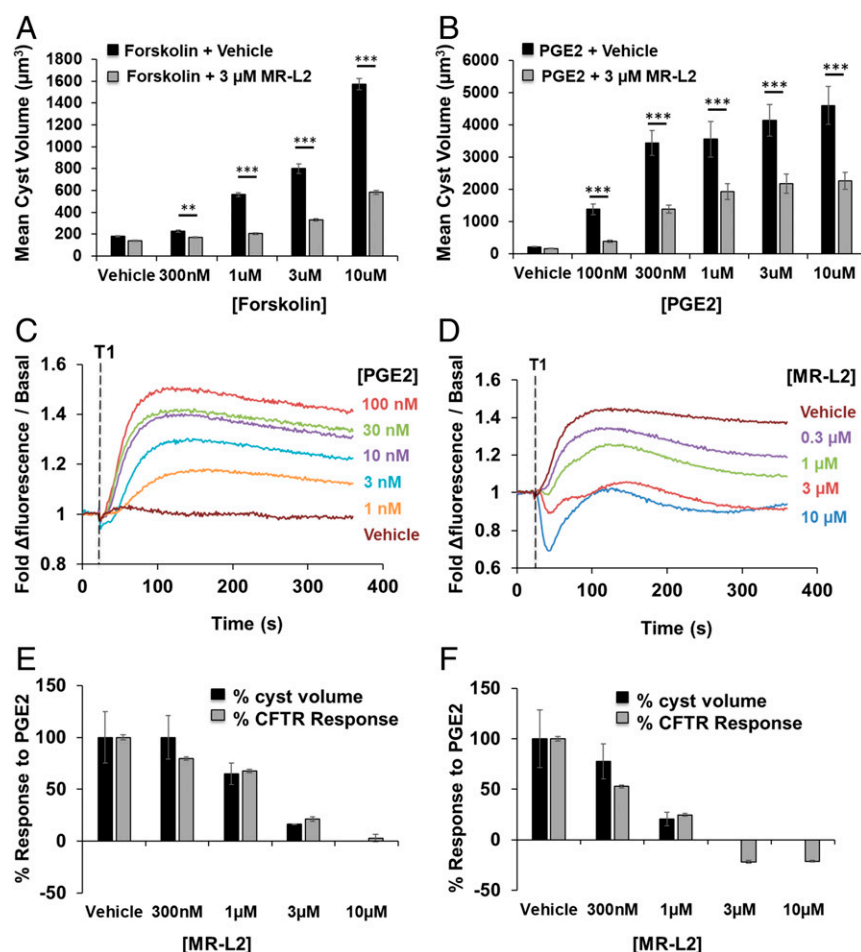 A
Forskolin + Vehicle
Forskolin + 3 µM MR-L2
Mean Cyst Volume (µm³)
1800
1600
1400
1200
1000
800
600
400
200
0
**
***
***
***
Vehicle 300nM 1uM 3uM 10uM
[Forskolin]
B
PGE2 + Vehicle
PGE2 + 3 µM MR-L2
Mean Cyst Volume (µm³)
6000
5000
4000
3000
2000
1000
0
***
***
***
***
***
Vehicle 100nM 300nM 1uM 3uM 10uM
[PGE2]
C
T1
Fold Δfluorescence / Basal
1.6
1.4
1.2
1
0.8
[PGE2]
100 nM
30 nM
10 nM
3 nM
1 nM
Vehicle
0 100 200 300 400
Time (s)
D
T1
Fold Δfluorescence / Basal
1.6
1.4
1.2
1.0
0.8
0.6
[MR-L2]
Vehicle
0.3 µM
1 µM
3 µM
10 µM
0 100 200 300 400
Time (s)
E
% cyst volume
% CFTR Response
% Response to PGE2
150
100
50
0
-50
Vehicle 300nM 1µM 3µM 10µM
[MR-L2]
F
% cyst volume
% CFTR Response
% Response to PGE2
150
100
50
0
-50
Vehicle 300nM 1µM 3µM 10µM
[MR-L2]